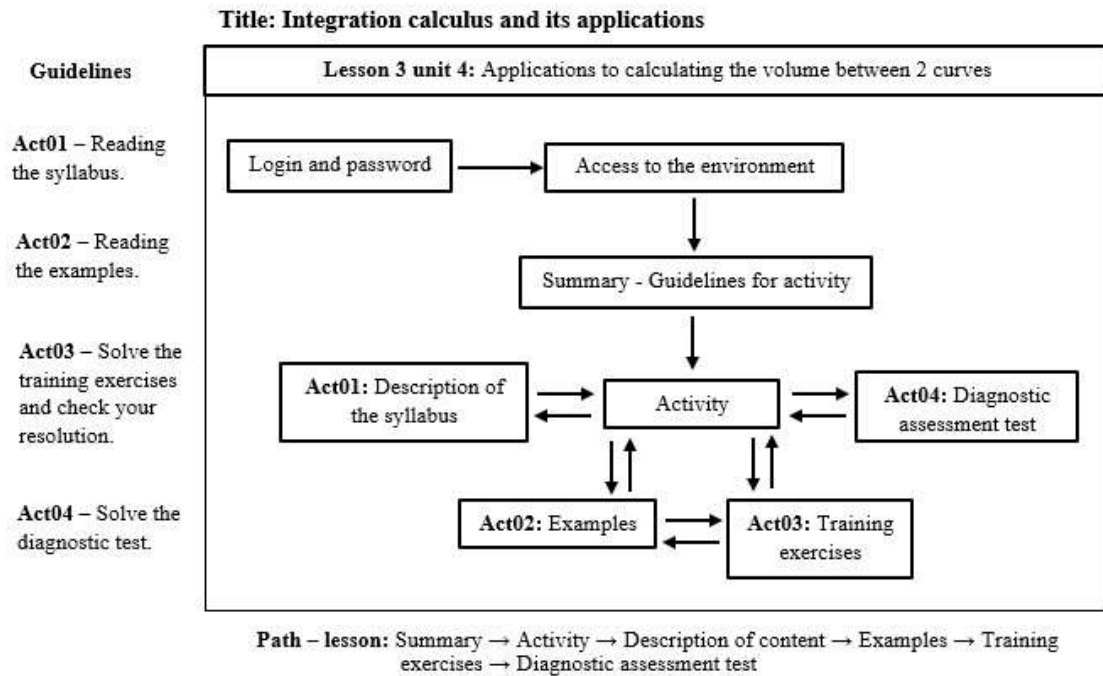 Title: Integration calculus and its applications
Guidelines
Lesson 3 unit 4: Applications to calculating the volume between 2 curves
Act01 – Reading
the syllabus.
Login and password
Access to the environment
Act02 – Reading
the examples.
Summary - Guidelines for activity
Act03 – Solve the
training exercises
and check your
resolution.
Act01: Description of
the syllabus
Activity
Act04: Diagnostic
assessment test
Act04 – Solve the
diagnostic test.
Act02: Examples
Act03: Training
exercises
Path – lesson: Summary → Activity → Description of content → Examples → Training
exercises → Diagnostic assessment test